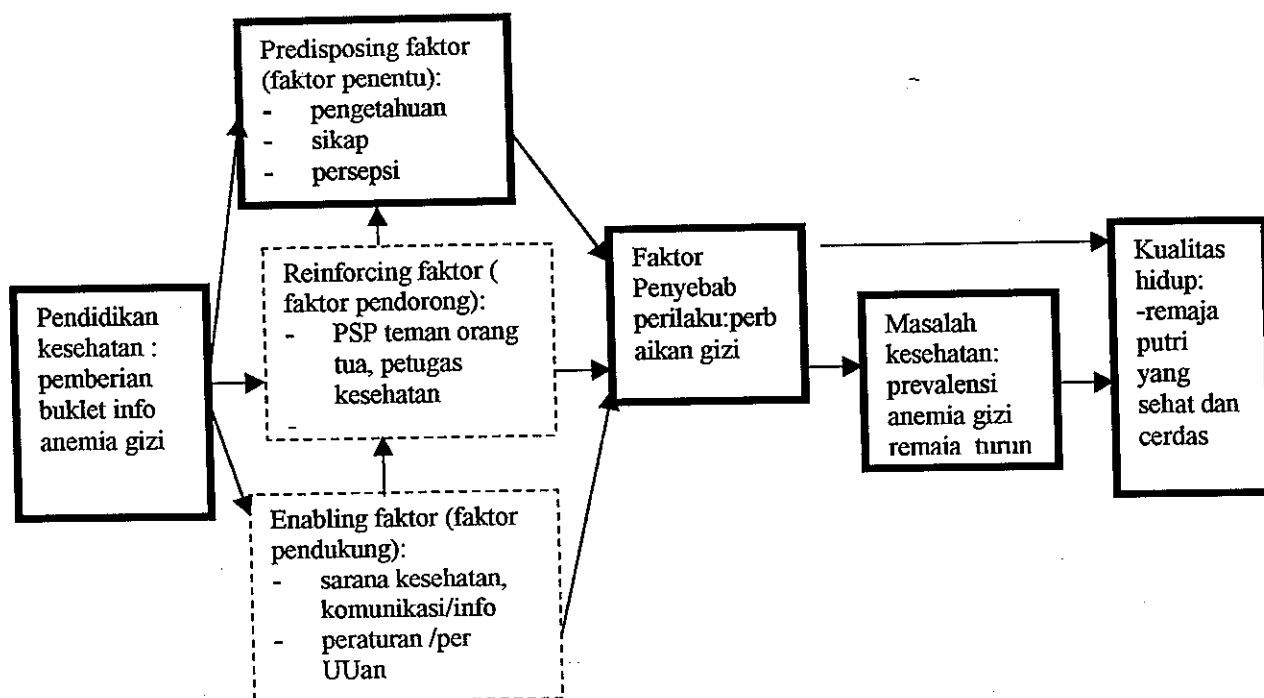 Predisposing faktor
(faktor penentu):
- pengetahuan
- sikap
- persepsi
Reinforcing faktor (
faktor pendorong):
- PSP teman orang
tua, petugas
kesehatan
-
Enabling faktor (faktor
pendukung):
- sarana kesehatan,
komunikasi/info
- peraturan /per
UUan
Pendidikan
kesehatan :
pemberian
buklet info
anemia gizi
Faktor
Penyebab
perilaku:perb
aikan gizi
Masalah
kesehatan:
prevalensi
anemia gizi
remaja turun
Kualitas
hidup:
-remaja
putri
yang
sehat dan
cerdas